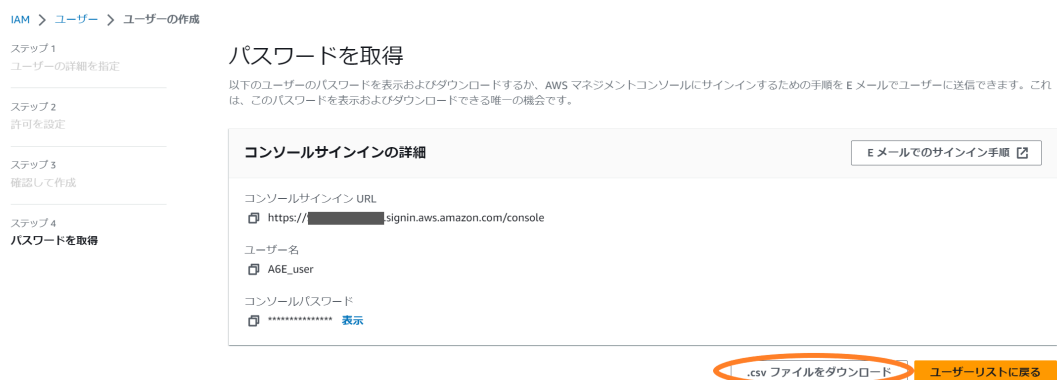 IAM > ユーザー > ユーザーの作成
ステップ 1
ユーザーの詳細を指定
ステップ 2
許可を設定
ステップ 3
確認して作成
ステップ 4
パスワードを取得
パスワードを取得
以下のユーザーのパスワードを表示およびダウンロードするか、AWS マネジメントコンソールにサインインするための手順を E メールでユーザーに送信できます。これ
は、このパスワードを表示およびダウンロードできる唯一の機会です。
コンソールサインインの詳細
E メールでのサインイン手順
コンソールサインイン URL
https:// .signin.aws.amazon.com/console
ユーザー名
A6E_user
コンソールパスワード
*************** 表示
.csv ファイルをダウンロード
ユーザーリストに戻る